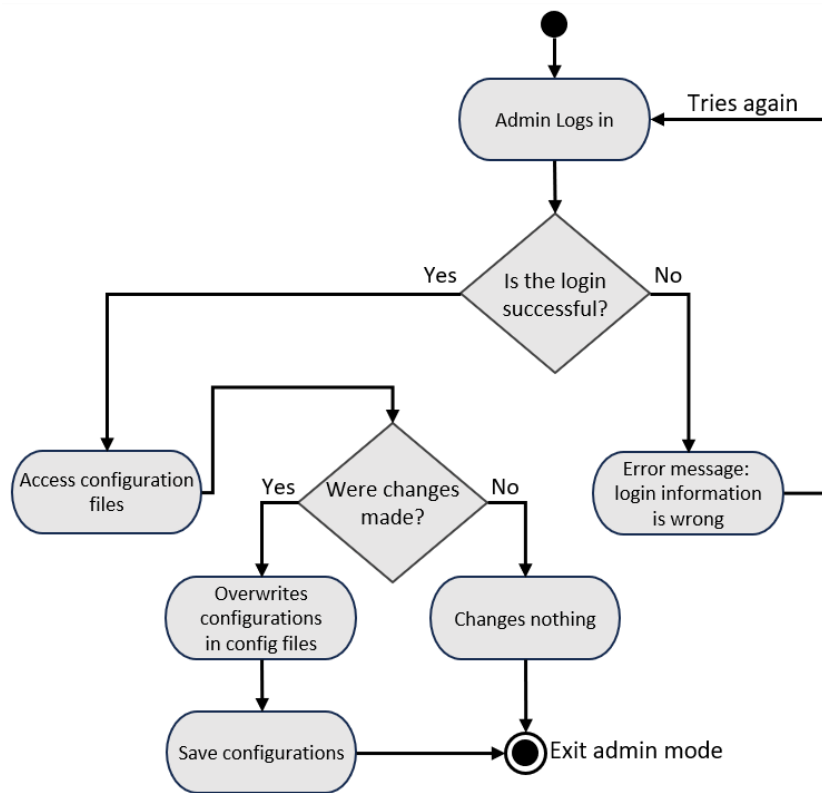 Admin Logs in
Tries again
Is the login
successful?
Yes
No
Access configuration
files
Were changes
made?
Yes
No
Error message:
login information
is wrong
Overwrites
configurations
in config files
Changes nothing
Save configurations
Exit admin mode